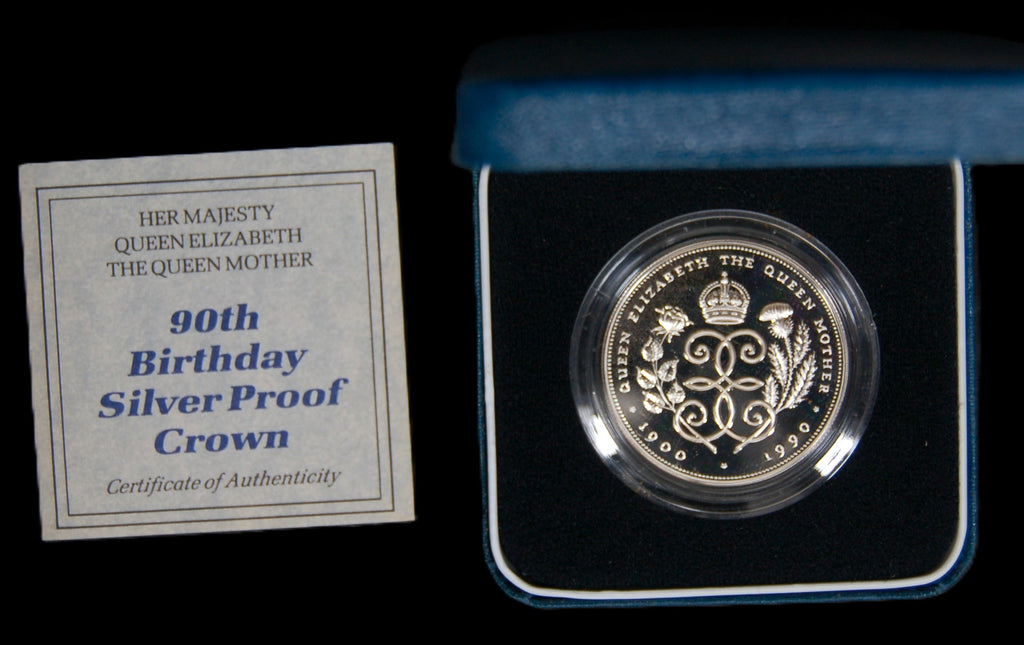 HER MAJESTY
QUEEN ELIZABETH
THE QUEEN MOTHER
90th
Birthday
Silver Proof
Crown
Certificate of Authenticity
QUEEN ELIZABETH THE QUEEN MOTHER
1900 1990